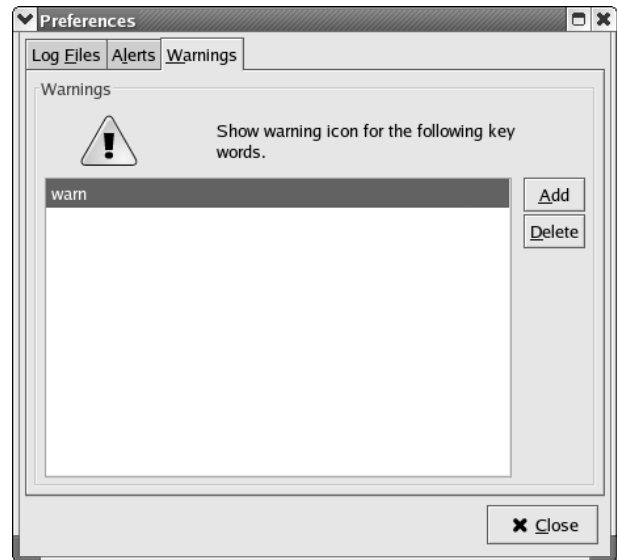 Preferences
Log Files Alerts Warnings
Warnings
Show warning icon for the following key
words.
warn
Add
Delete
Close